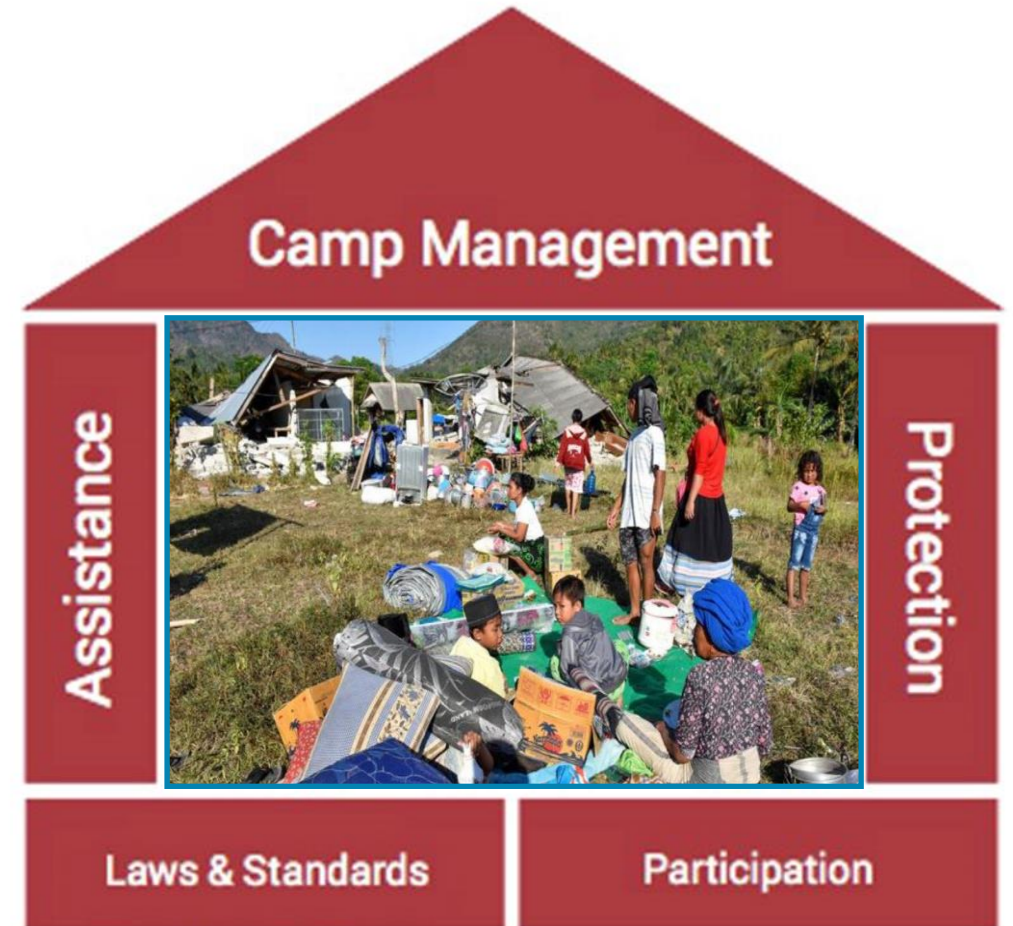 Camp Management
Assistance
Protection
Laws & Standards
Participation